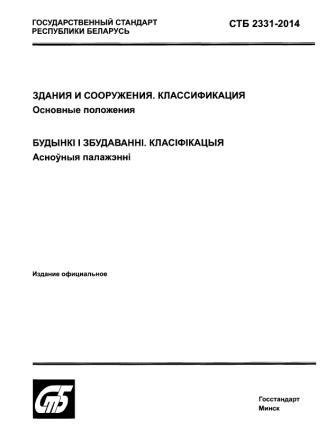 ГОСУДАРСТВЕННЫЙ СТАНДАРТ
РЕСПУБЛИКИ БЕЛАРУСЬ
СТБ 2331-2014
ЗДАНИЯ И СООРУЖЕНИЯ. КЛАССИФИКАЦИЯ
Основные положения
БУДЫНКІ І ЗБУДАВАННІ. КЛАСІФІКАЦЫЯ
Асноўныя палажэнні
Издание официальное
СТБ
Госстандарт
Минск